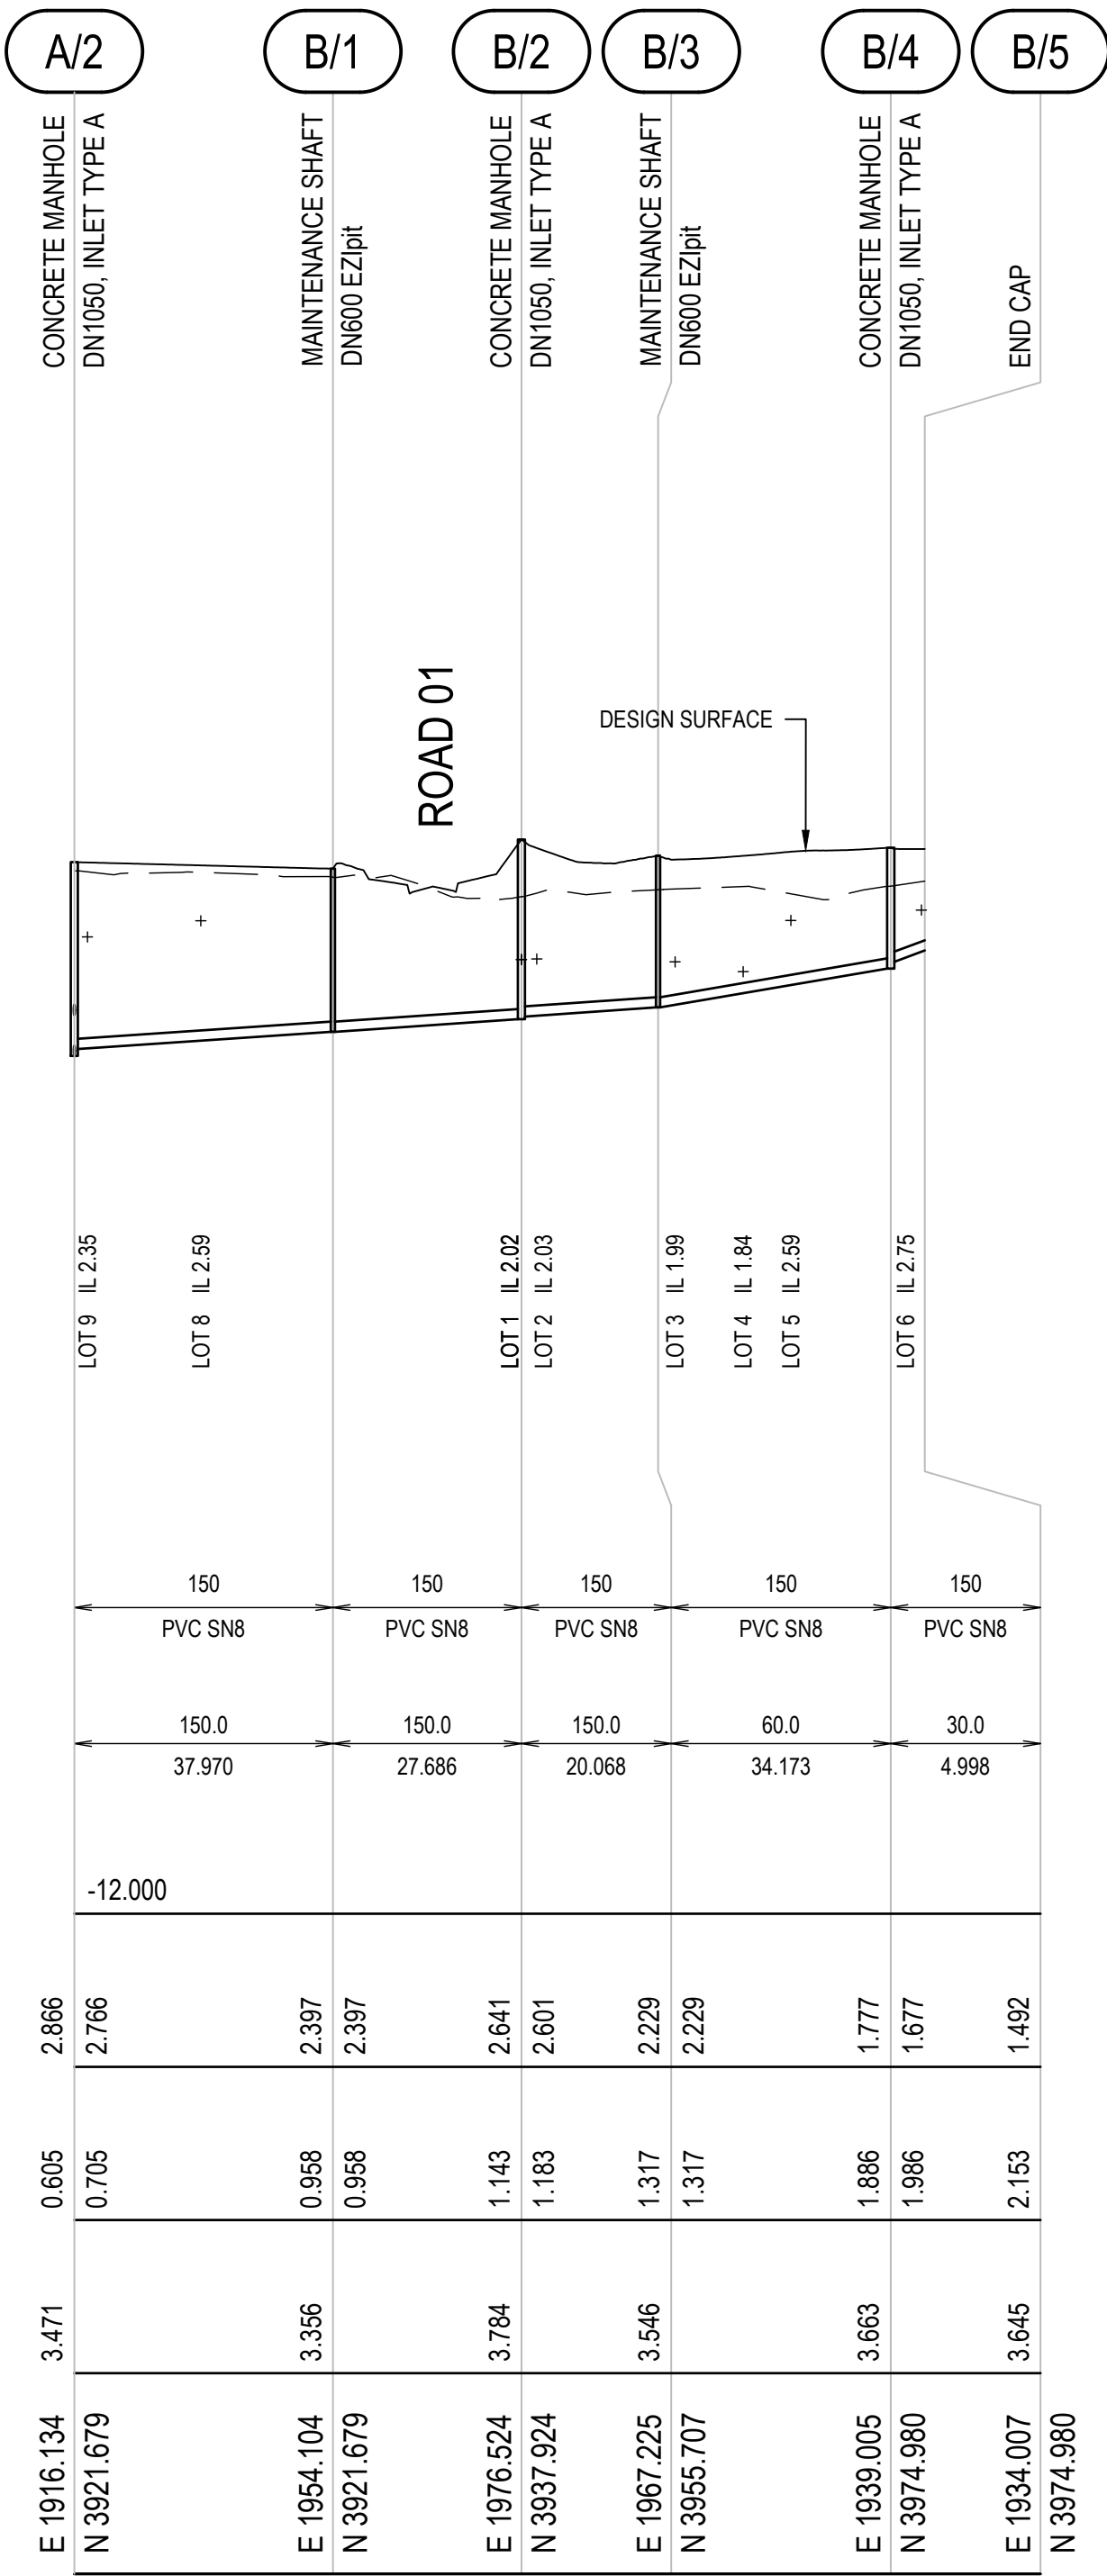 A/2
B/1
B/2
B/3
B/4
B/5
CONCRETE MANHOLE
DN1050, INLET TYPE A
MAINTENANCE SHAFT
DN600 EZIpit
CONCRETE MANHOLE
DN1050, INLET TYPE A
MAINTENANCE SHAFT
DN600 EZIpit
CONCRETE MANHOLE
DN1050, INLET TYPE A
END CAP
ROAD 01
DESIGN SURFACE
LOT 9 IL 2.35
LOT 8 IL 2.59
LOT 1 IL 2.02
LOT 2 IL 2.03
LOT 3 IL 1.99
LOT 4 IL 1.84
LOT 5 IL 2.59
LOT 6 IL 2.75
150
150
150
150
150
PVC SN8
PVC SN8
PVC SN8
PVC SN8
PVC SN8
150.0
150.0
150.0
60.0
30.0
37.970
27.686
20.068
34.173
4.998
-12.000
2.866
2.766
2.397
2.397
2.641
2.601
2.229
2.229
1.777
1.677
1.492
0.605
0.705
0.958
0.958
1.143
1.183
1.317
1.317
1.886
1.986
2.153
3.471
3.356
3.784
3.546
3.663
3.645
E 1916.134
N 3921.679
E 1954.104
N 3921.679
E 1976.524
N 3937.924
E 1967.225
N 3955.707
E 1939.005
N 3974.980
E 1934.007
N 3974.980